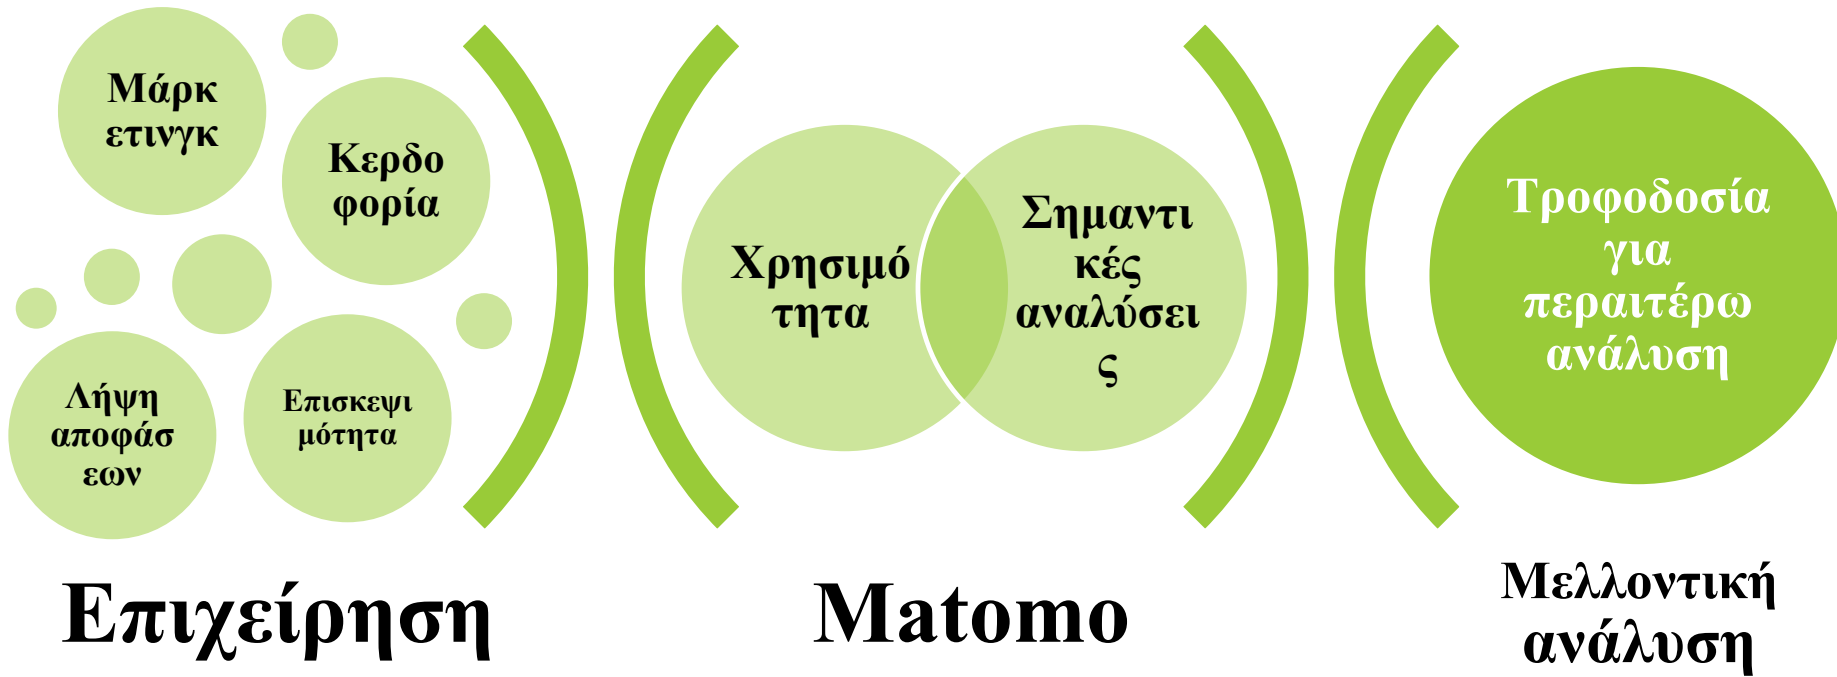 Μάρκ
ετινγκ
Κερδο
φορία
Λήψη
αποφάσ
εων
Επισκεψι
μότητα
Επιχείρηση
Χρησιμό
τητα
Σημαντι
κές
αναλύσει
ς
Matomo
Τροφοδοσία
για
περαιτέρω
ανάλυση
Μελλοντική
ανάλυση